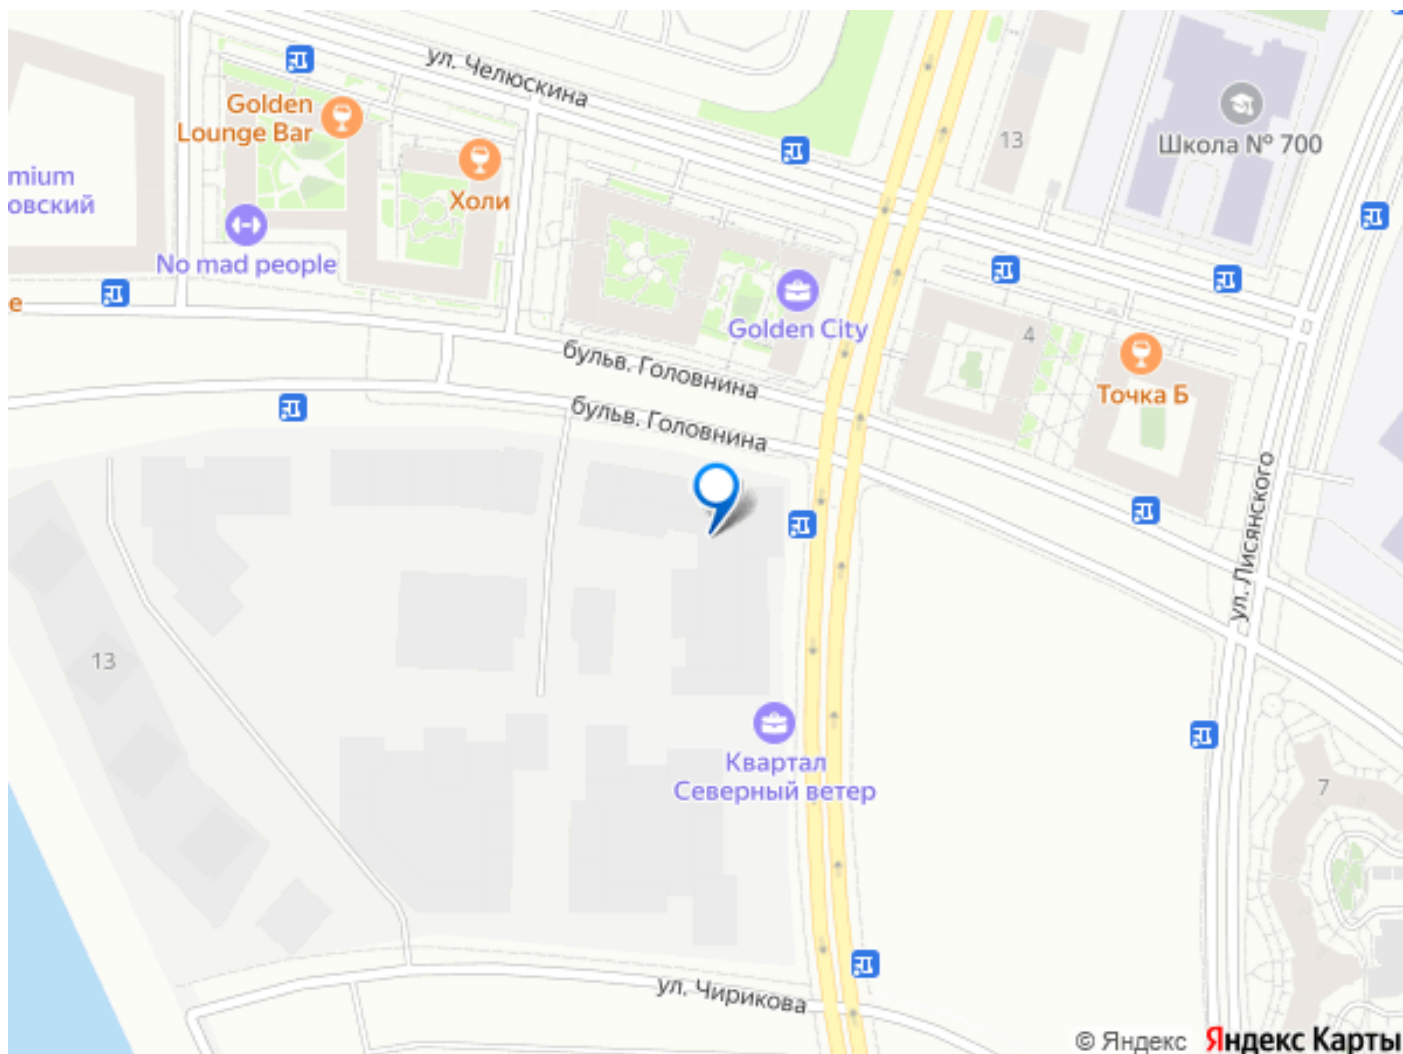 ул. Челюскина
Golden
Lounge Bar
Холи
13
Школа № 700
mium
овский
No mad people
е
Golden City
4
Точка Б
бульв. Головнина
бульв. Головнина
ул. Лисянского
13
Квартал
Северный ветер
7
ул. Чирикова
© Яндекс Яндекс Карты